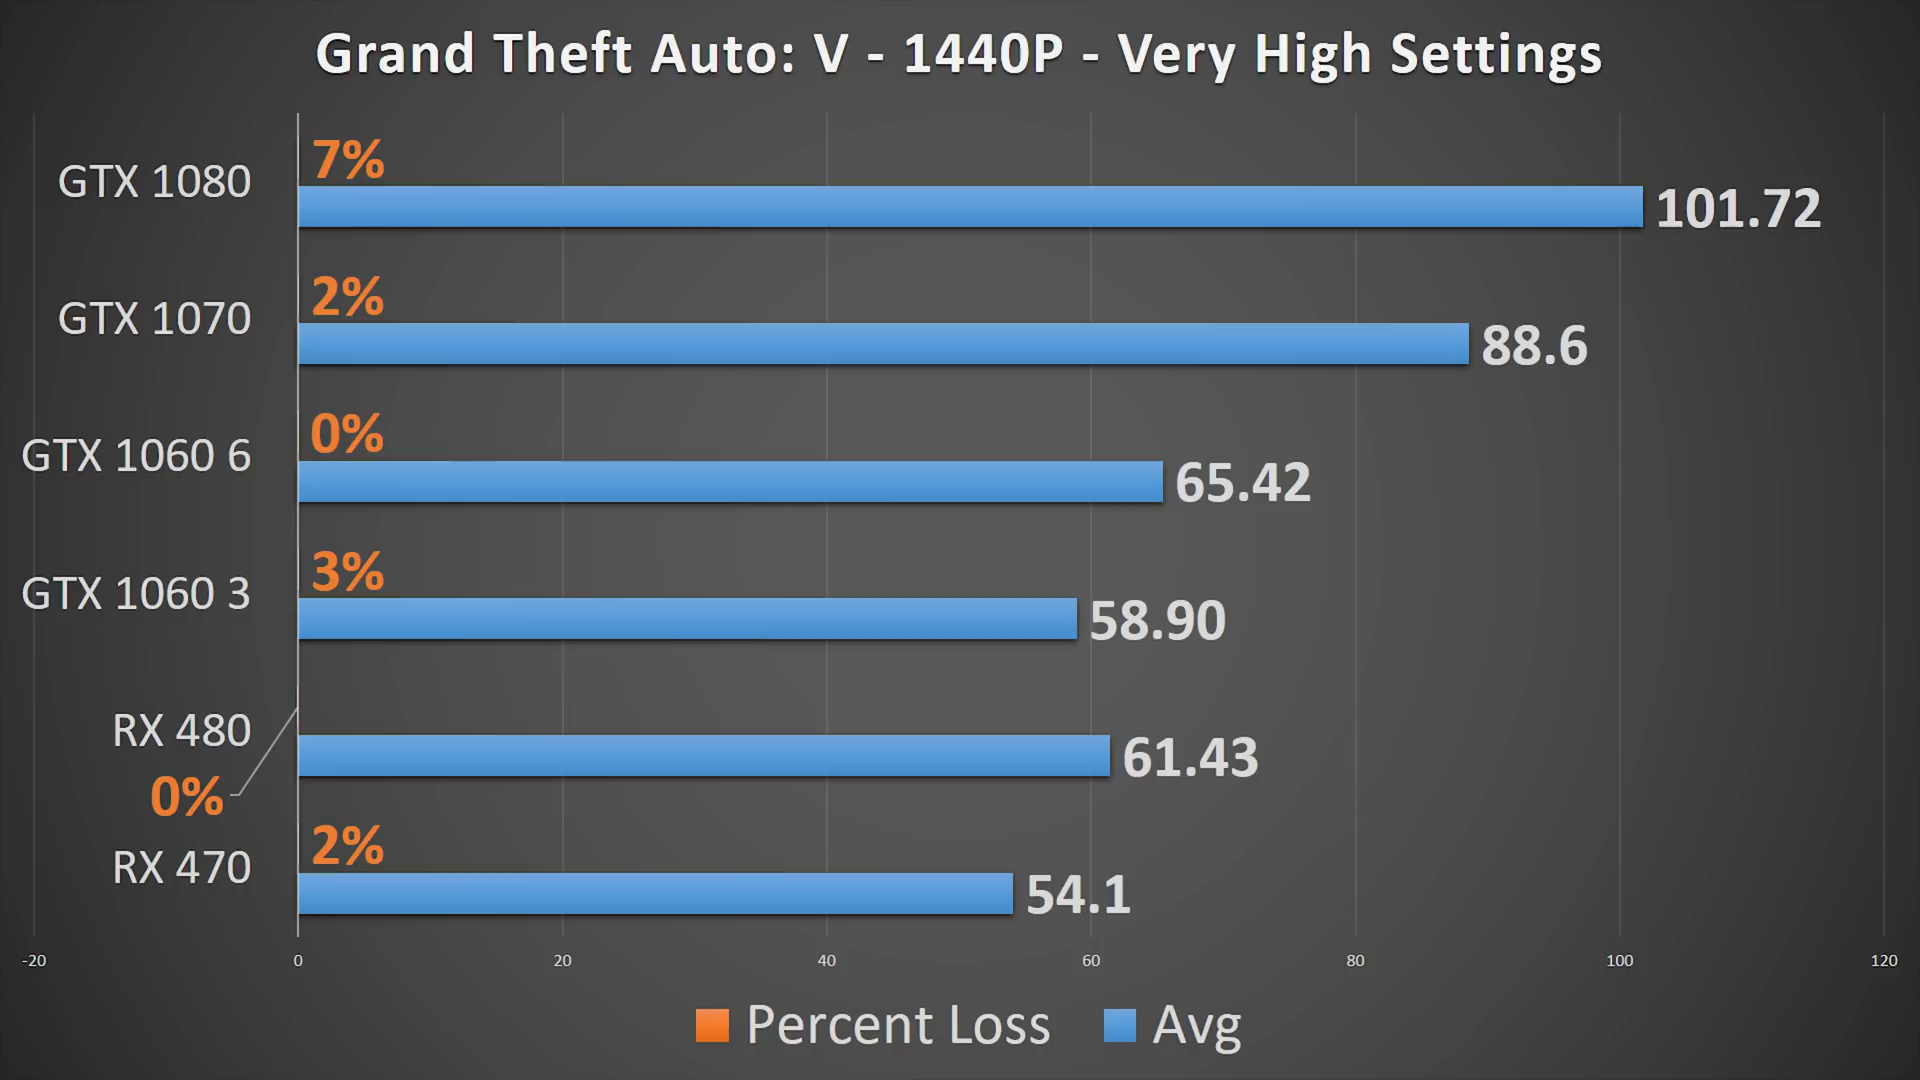 Grand Theft Auto: V - 1440P - Very High Settings
GTX 1080
7%
101.72
GTX 1070
2%
88.6
GTX 1060 6
0%
65.42
GTX 1060 3
3%
58.90
RX 480
0%
61.43
RX 470
2%
54.1
-20 0 20 40 60 80 100 120
Percent Loss Avg